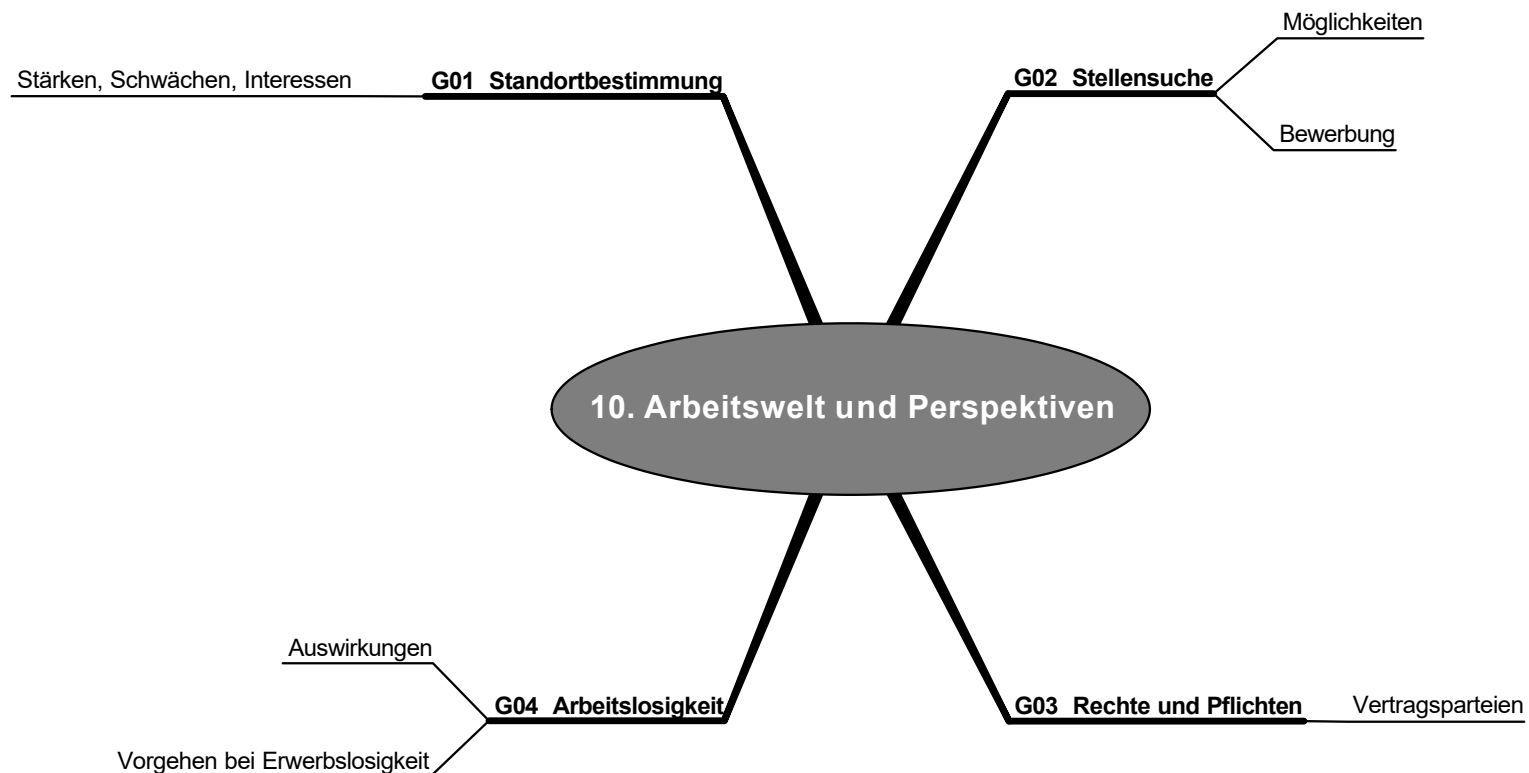 Möglichkeiten
Stärken, Schwächen, Interessen
G01 Standortbestimmung
G02 Stellensuche
Bewerbung
10. Arbeitswelt und Perspektiven
Auswirkungen
G04 Arbeitslosigkeit
G03 Rechte und Pflichten
Vertragsparteien
Vorgehen bei Erwerbslosigkeit